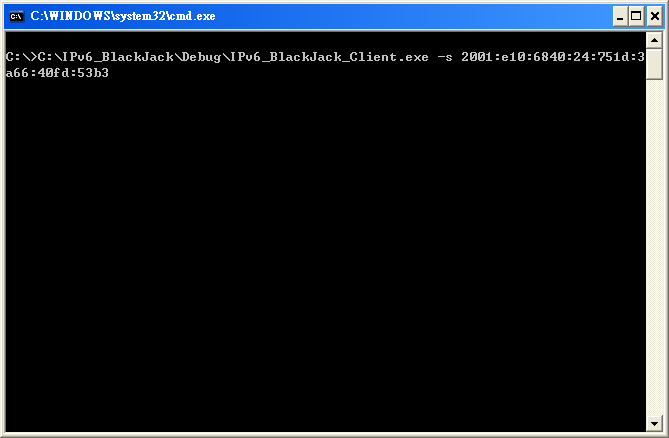 C:\WINDOWS\system32\cmd.exe
C:\>C:\IPv6_BlackJack\Debug\IPv6_BlackJack_Client.exe -s 2001:e10:6840:24:751d:3
a66:40fd:53b3